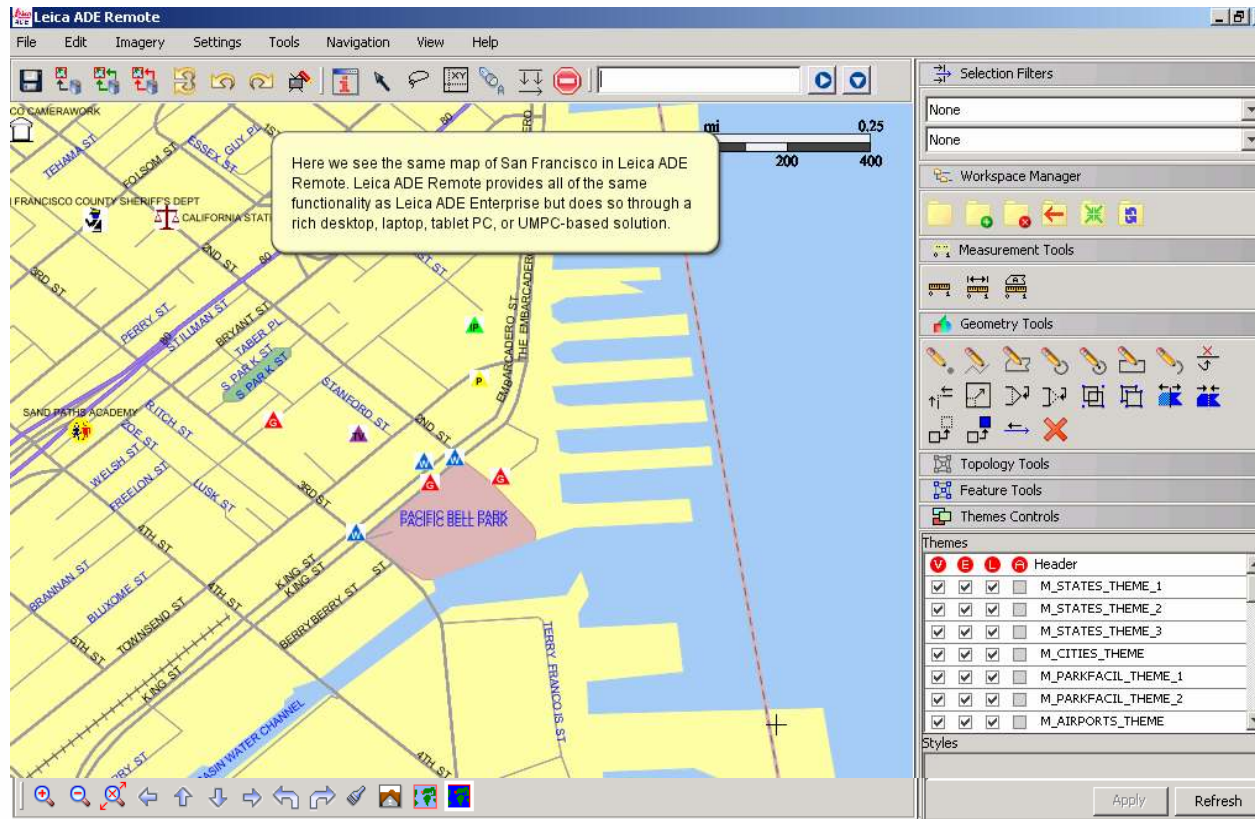 Leica ADE Remote
File Edit Imagery Settings Tools Navigation View Help
Selection Filters
None
None
Workspace Manager
Measurement Tools
Geometry Tools
Topology Tools
Feature Tools
Themes Controls
Themes
V E L A Header
M_STATES_THEME_1
M_STATES_THEME_2
M_STATES_THEME_3
M_CITIES_THEME
M_PARKFACIL_THEME_1
M_PARKFACIL_THEME_2
M_AIRPORTS_THEME
Styles
Apply Refresh
mi 0.25
200 400
Here we see the same map of San Francisco in Leica ADE
Remote. Leica ADE Remote provides all of the same
functionality as Leica ADE Enterprise but does so through a
rich desktop, laptop, tablet PC, or UMPC-based solution.
CO CAMERAWORK
TEHAMA ST
FOLSOM ST
ESSEX ST
GUY PL
1ST
80
FRANCISCO COUNTY SHERIFF'S DEPT
CALIFORNIA STATE
2ND ST
80
3RD ST
PERRY ST
STILLMAN ST
80
BRYANT ST
TABER PL
S PARK ST
S PARK ST
STANFORD ST
EMBARCADERO ST
THE EMBARCADERO
IP
P
G
TV
2ND ST
SAND PATHS ACADEMY
RITCH ST
ZOE ST
WELSH ST
FREELON ST
LUSK ST
3RD ST
W
W
G
G
W
PACIFIC BELL PARK
PACIFIC BELL PARK
4TH ST
BRANNAN ST
BLUXOME ST
4TH ST
KING ST
KING ST
ST
BERRY
BERRY ST
5TH ST
TOWNSEND ST
KING ST
TERRY FRANCOIS ST
BASIN WATER CHANNEL
4TH ST